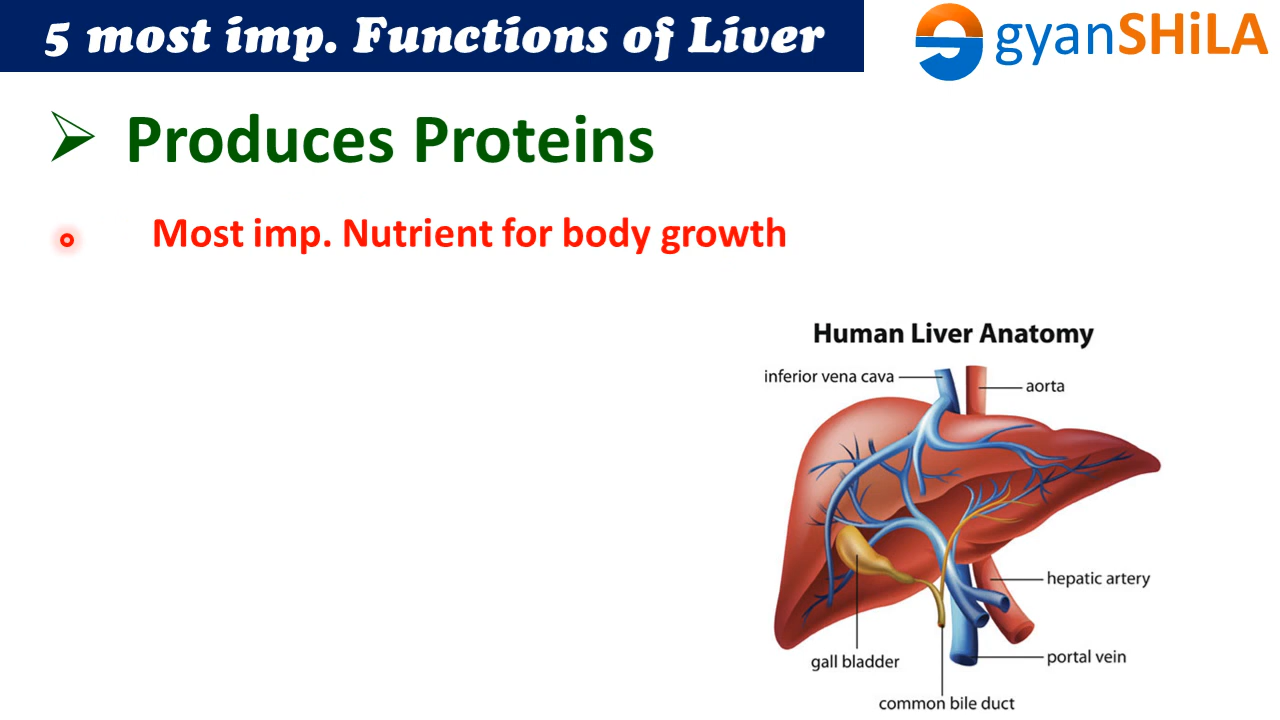 5 most imp. Functions of Liver
gyanSHiLA
Produces Proteins
Most imp. Nutrient for body growth
Human Liver Anatomy
inferior vena cava
aorta
hepatic artery
portal vein
gall bladder
common bile duct